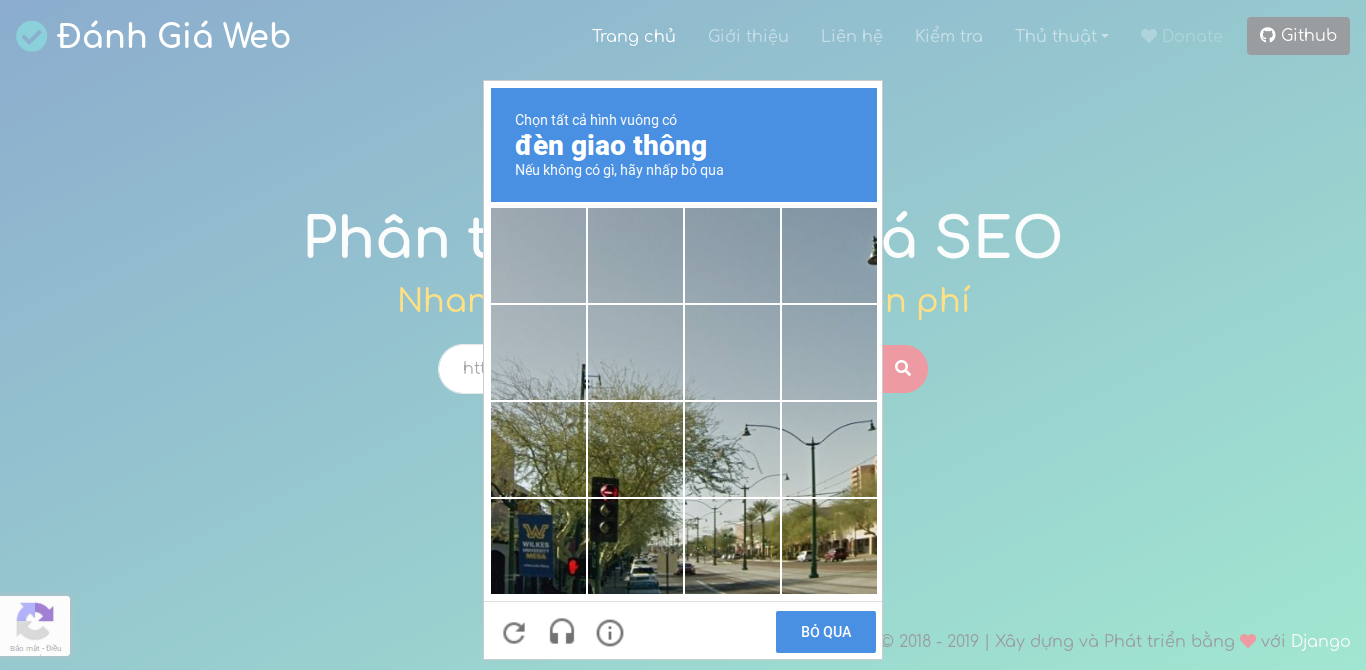 Đánh Giá Web
Trang chủ Giới thiệu Liên hệ Kiểm tra Thủ thuật Donate Github
Chọn tất cả hình vuông có
đèn giao thông
Nếu không có gì, hãy nhấp bỏ qua
Phân t á SEO
Nhan n phí
htt
WILKES
UNIVERSITY
MESA
BỎ QUA
Bảo mật - Điều
© 2018 - 2019 | Xây dựng và Phát triển bằng với Django